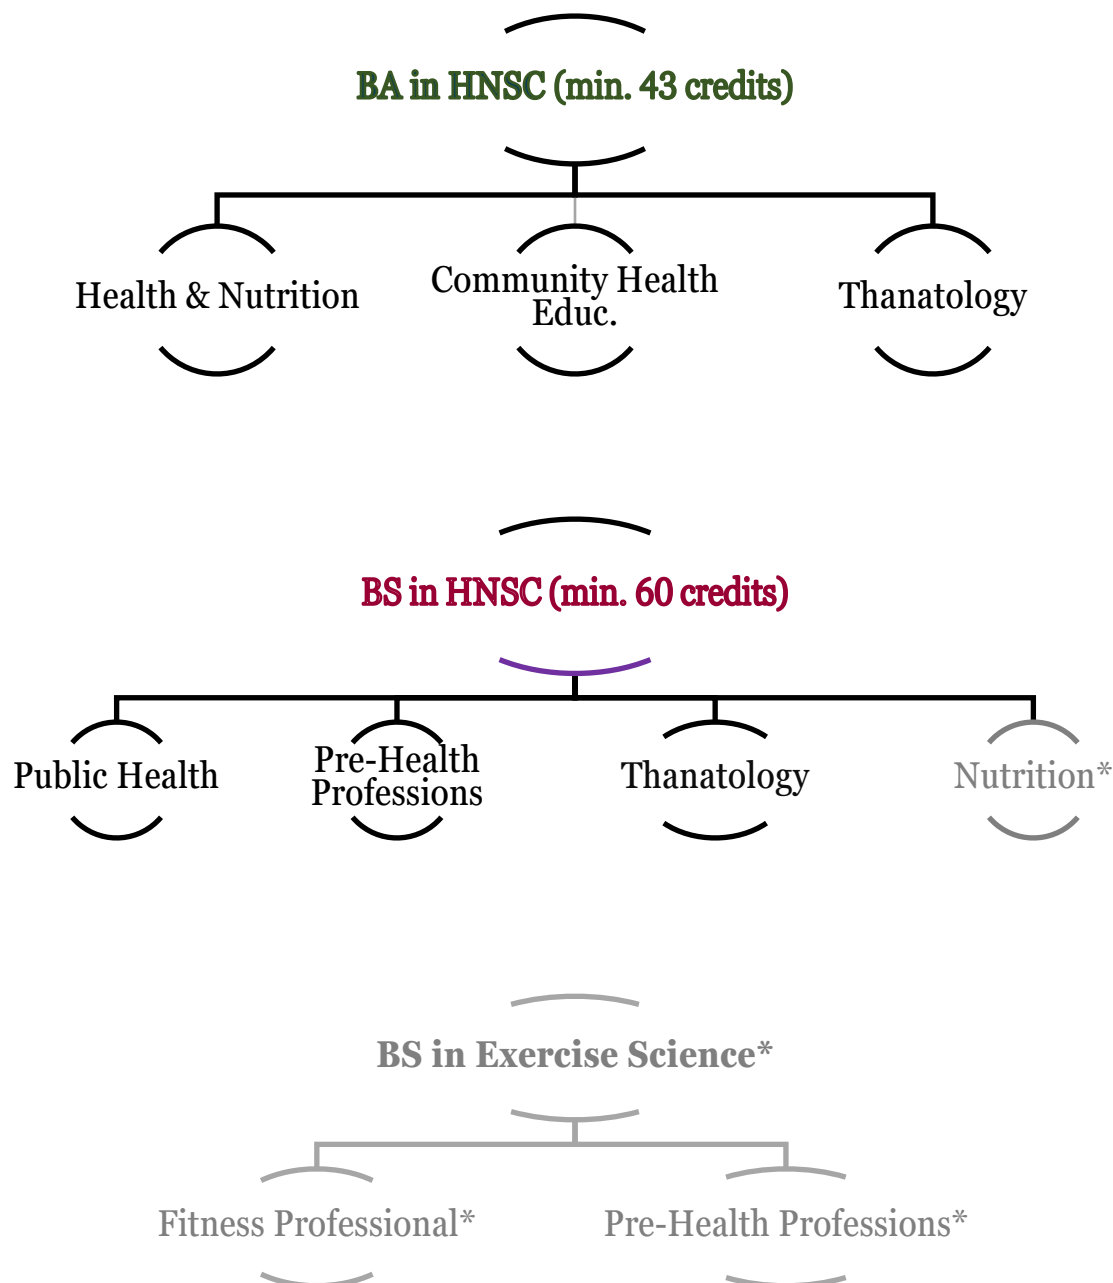 BA in HNSC (min. 43 credits)
Health & Nutrition
Community Health
Educ.
Thanatology
BS in HNSC (min. 60 credits)
Public Health
Pre-Health
Professions
Thanatology
Nutrition*
BS in Exercise Science*
Fitness Professional*
Pre-Health Professions*